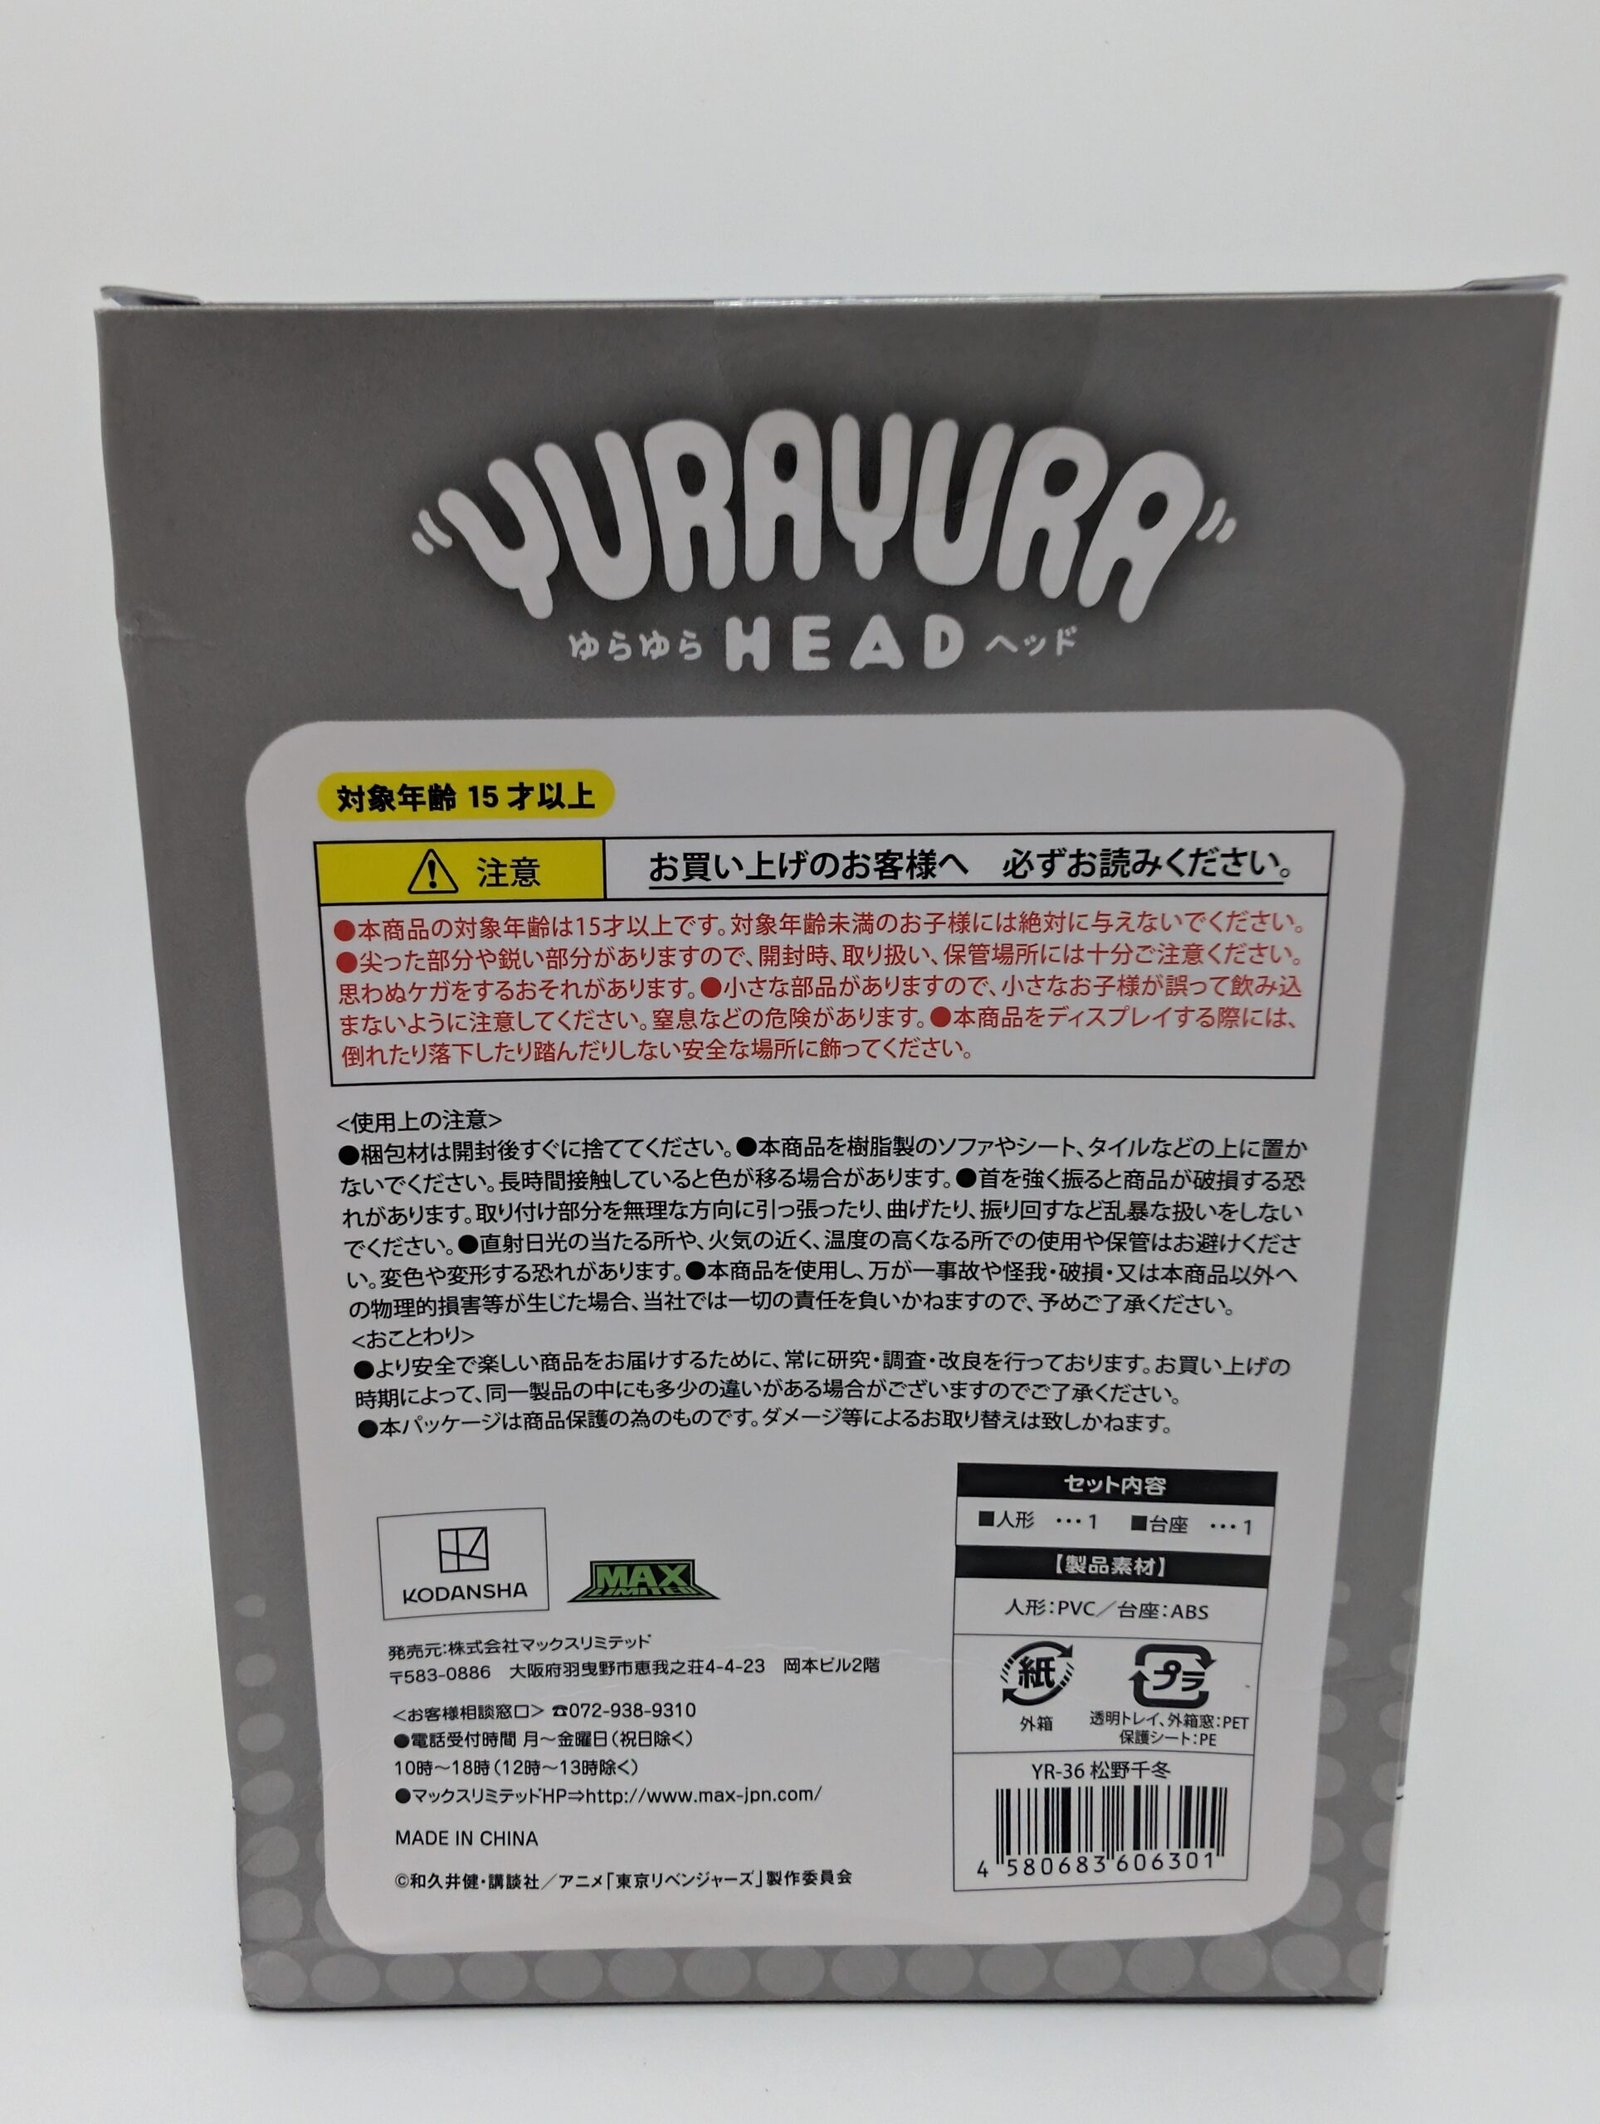 YURAYURA
ゆらゆら HEAD ヘッド
対象年齢 15 才以上
注意 お買い上げのお客様へ 必ずお読みください。
●本商品の対象年齢は15才以上です。対象年齢未満のお子様には絶対に与えないでください。
●尖った部分や鋭い部分がありますので、開封時、取り扱い、保管場所には十分ご注意ください。
思わぬケガをするおそれがあります。●小さな部品がありますので、小さなお子様が誤って飲み込
まないように注意してください。窒息などの危険があります。●本商品をディスプレイする際には、
倒れたり落下したり踏んだりしない安全な場所に飾ってください。
<使用上の注意>
●梱包材は開封後すぐに捨ててください。●本商品を樹脂製のソファやシート、タイルなどの上に置か
ないでください。長時間接触していると色が移る場合があります。●首を強く振ると商品が破損する恐
れがあります。取り付け部分を無理な方向に引っ張ったり、曲げたり、振り回すなど乱暴な扱いをしない
でください。●直射日光の当たる所や、火気の近く、温度の高くなる所での使用や保管はお避けくださ
い。変色や変形する恐れがあります。●本商品を使用し、万が一事故や怪我・破損・又は本商品以外へ
の物理的損害等が生じた場合、当社では一切の責任を負いかねますので、予めご了承ください。
<おことわり>
●より安全で楽しい商品をお届けするために、常に研究・調査・改良を行っております。お買い上げの
時期によって、同一製品の中にも多少の違いがある場合がございますのでご了承ください。
●本パッケージは商品保護の為のものです。ダメージ等によるお取り替えは致しかねます。
KODANSHA
MAX
LIMITED
発売元:株式会社マックスリミテッド
〒583-0886 大阪府羽曳野市恵我之荘4-4-23 岡本ビル2階
<お客様相談窓口> ☎072-938-9310
●電話受付時間 月~金曜日(祝日除く)
10時~18時(12時~13時除く)
●マックスリミテッドHP⇒http://www.max-jpn.com/
MADE IN CHINA
©和久井健・講談社/アニメ「東京リベンジャーズ」製作委員会
セット内容
■人形 …1 ■台座 …1
【製品素材】
人形:PVC/台座:ABS
紙 プラ
外箱
透明トレイ、外箱窓:PET
保護シート:PE
YR-36 松野千冬
4 580683 606301